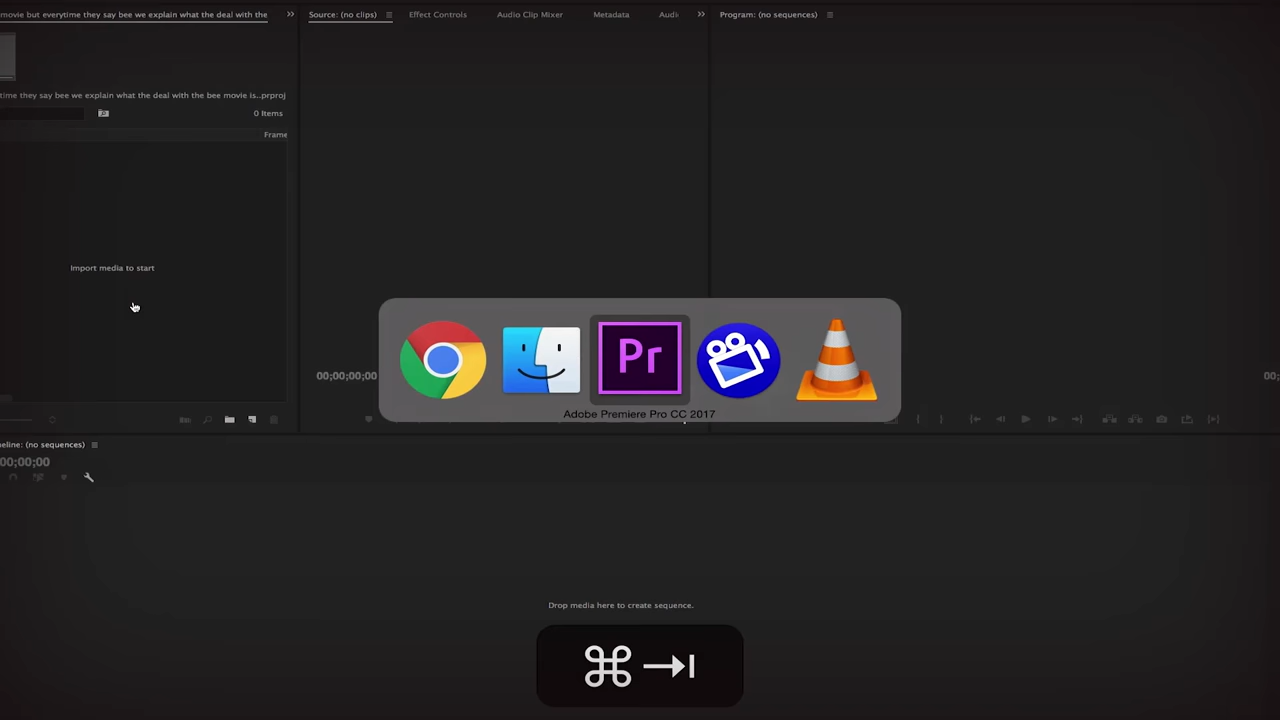 movie but everytime they say bee we explain what the deal with the
Source: (no clips)
Effect Controls
Audio Clip Mixer
Metadata
Audi
Program: (no sequences)
time they say bee we explain what the deal with the bee movie is..prproj
0 Items
Frame
Import media to start
00;00;00;00
00;
Pr
Adobe Premiere Pro CC 2017
eline: (no sequences)
00;00;00
Drop media here to create sequence.